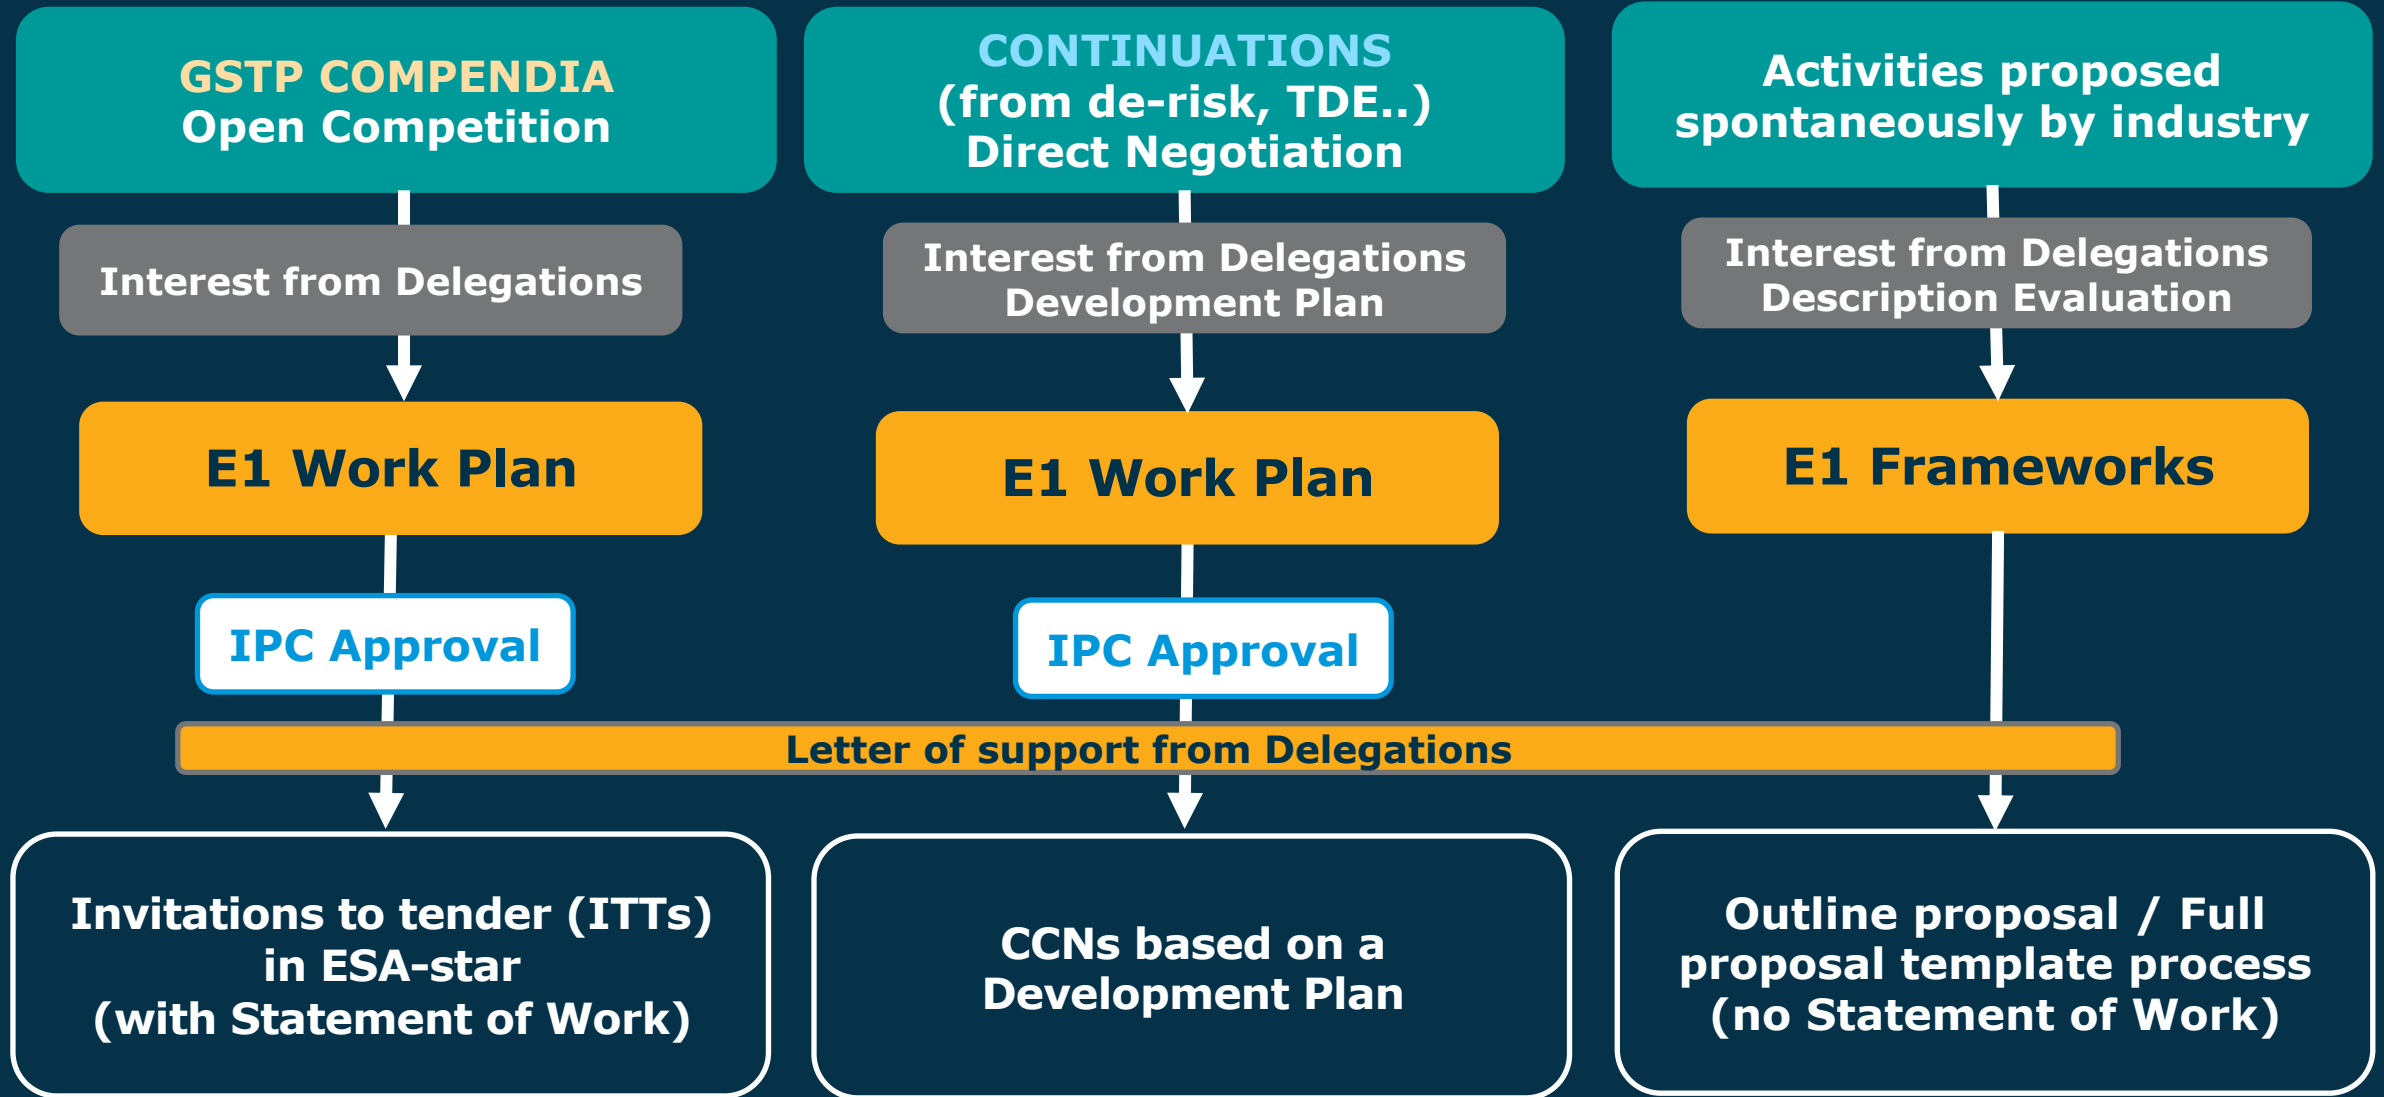 GSTP COMPENDIA
Open Competition
CONTINUATIONS
(from de-risk, TDE..)
Direct Negotiation
Activities proposed
spontaneously by industry
Interest from Delegations
Interest from Delegations
Development Plan
Interest from Delegations
Description Evaluation
E1 Work Plan
E1 Work Plan
E1 Frameworks
IPC Approval
IPC Approval
Letter of support from Delegations
Invitations to tender (ITTs)
in ESA-star
(with Statement of Work)
CCNs based on a
Development Plan
Outline proposal / Full
proposal template process
(no Statement of Work)